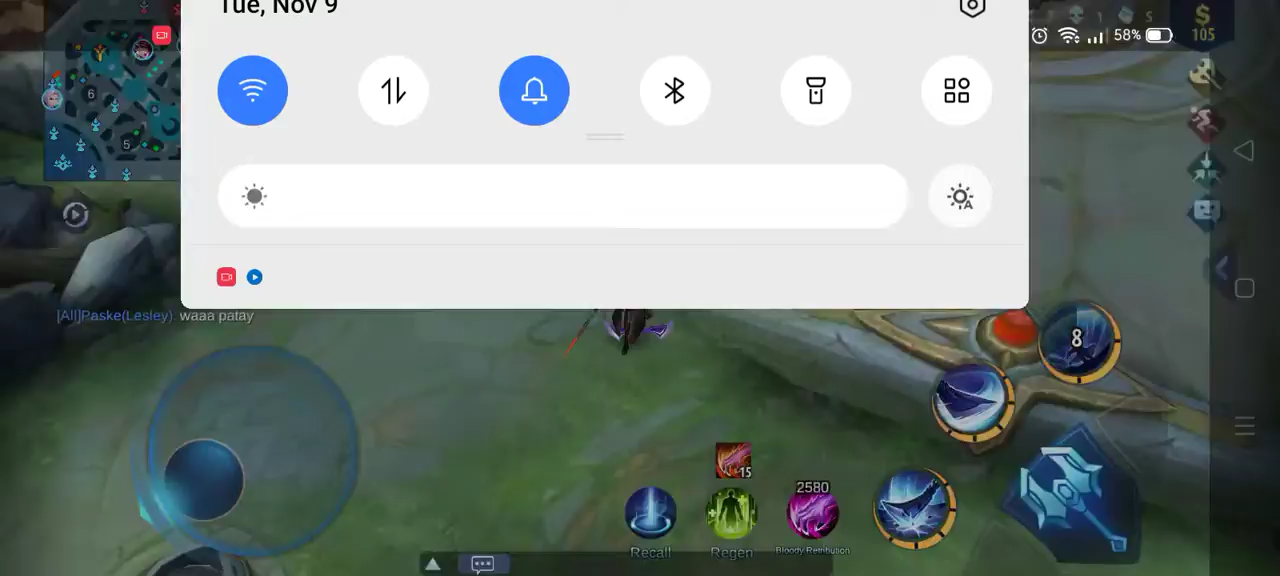 Tue, Nov 9
58%
105
6
5
[All]Paske(Lesley): waaa patay
8
15
2580
Recall
Regen
Bloody Retribution